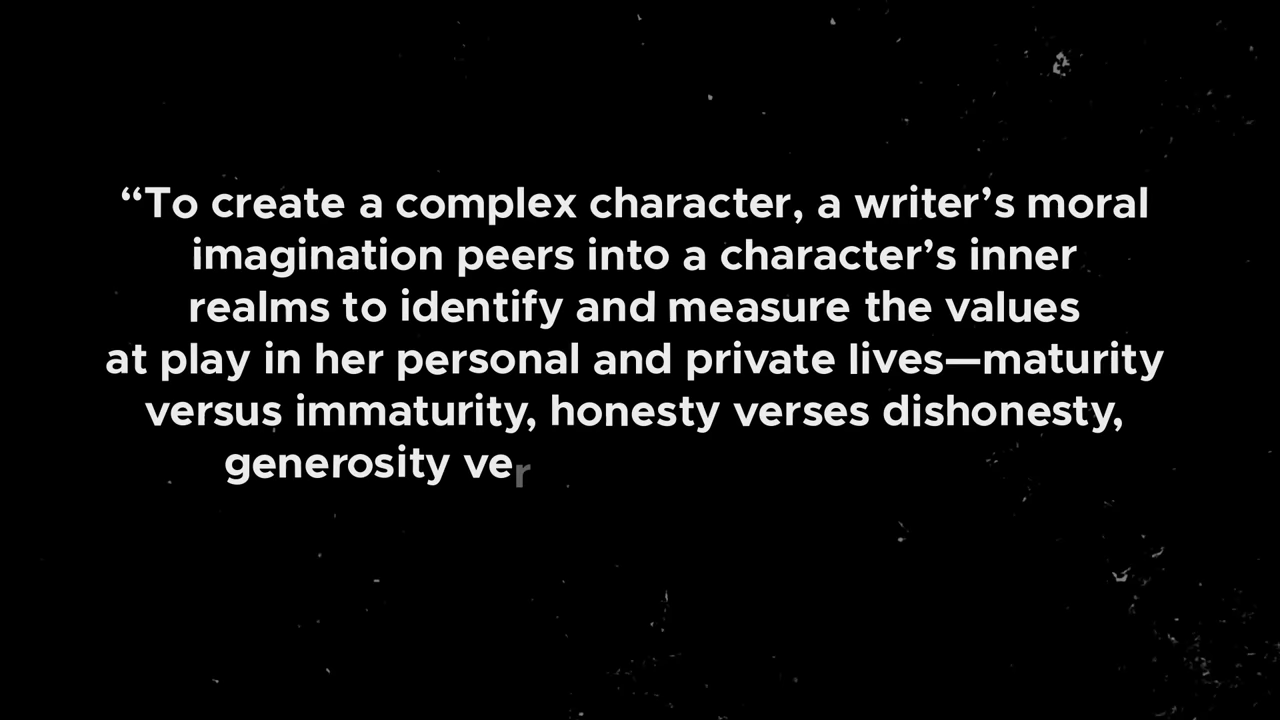 “To create a complex character, a writer’s moral
imagination peers into a character’s inner
realms to identify and measure the values
at play in her personal and private lives—maturity
versus immaturity, honesty verses dishonesty,
generosity ver